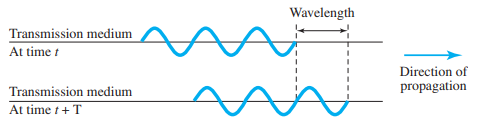 Wavelength
Transmission medium
At time t
Direction of
propagation
Transmission medium
At time t + T